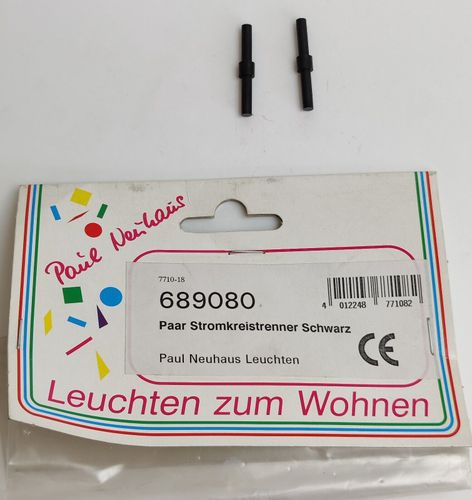 Paul Neuhaus
7710-18
689080
Paar Stromkreistrenner Schwarz
Paul Neuhaus Leuchten
4 012248 771082
CE
Leuchten zum Wohnen